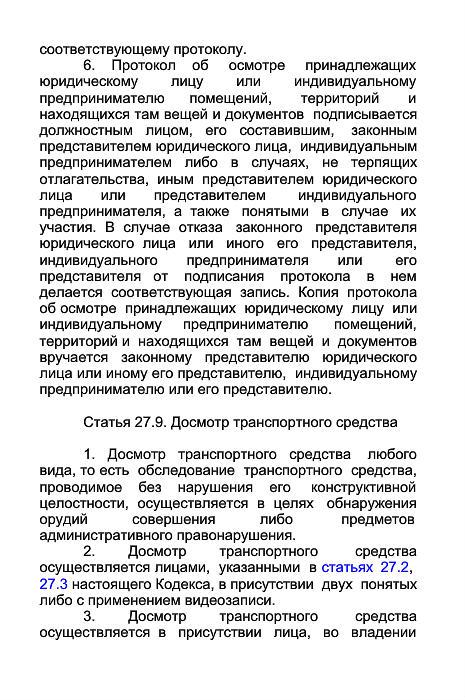 соответствующему протоколу.
6. Протокол об осмотре принадлежащих
юридическому лицу или индивидуальному
предпринимателю помещений, территорий и
находящихся там вещей и документов подписывается
должностным лицом, его составившим, законным
представителем юридического лица, индивидуальным
предпринимателем либо в случаях, не терпящих
отлагательства, иным представителем юридического
лица или представителем индивидуального
предпринимателя, а также понятыми в случае их
участия. В случае отказа законного представителя
юридического лица или иного его представителя,
индивидуального предпринимателя или его
представителя от подписания протокола в нем
делается соответствующая запись. Копия протокола
об осмотре принадлежащих юридическому лицу или
индивидуальному предпринимателю помещений,
территорий и находящихся там вещей и документов
вручается законному представителю юридического
лица или иному его представителю, индивидуальному
предпринимателю или его представителю.
Статья 27.9. Досмотр транспортного средства
1. Досмотр транспортного средства любого
вида, то есть обследование транспортного средства,
проводимое без нарушения его конструктивной
целостности, осуществляется в целях обнаружения
орудий совершения либо предметов
административного правонарушения.
2. Досмотр транспортного средства
осуществляется лицами, указанными в статьях 27.2,
27.3 настоящего Кодекса, в присутствии двух понятых
либо с применением видеозаписи.
3. Досмотр транспортного средства
осуществляется в присутствии лица, во владении